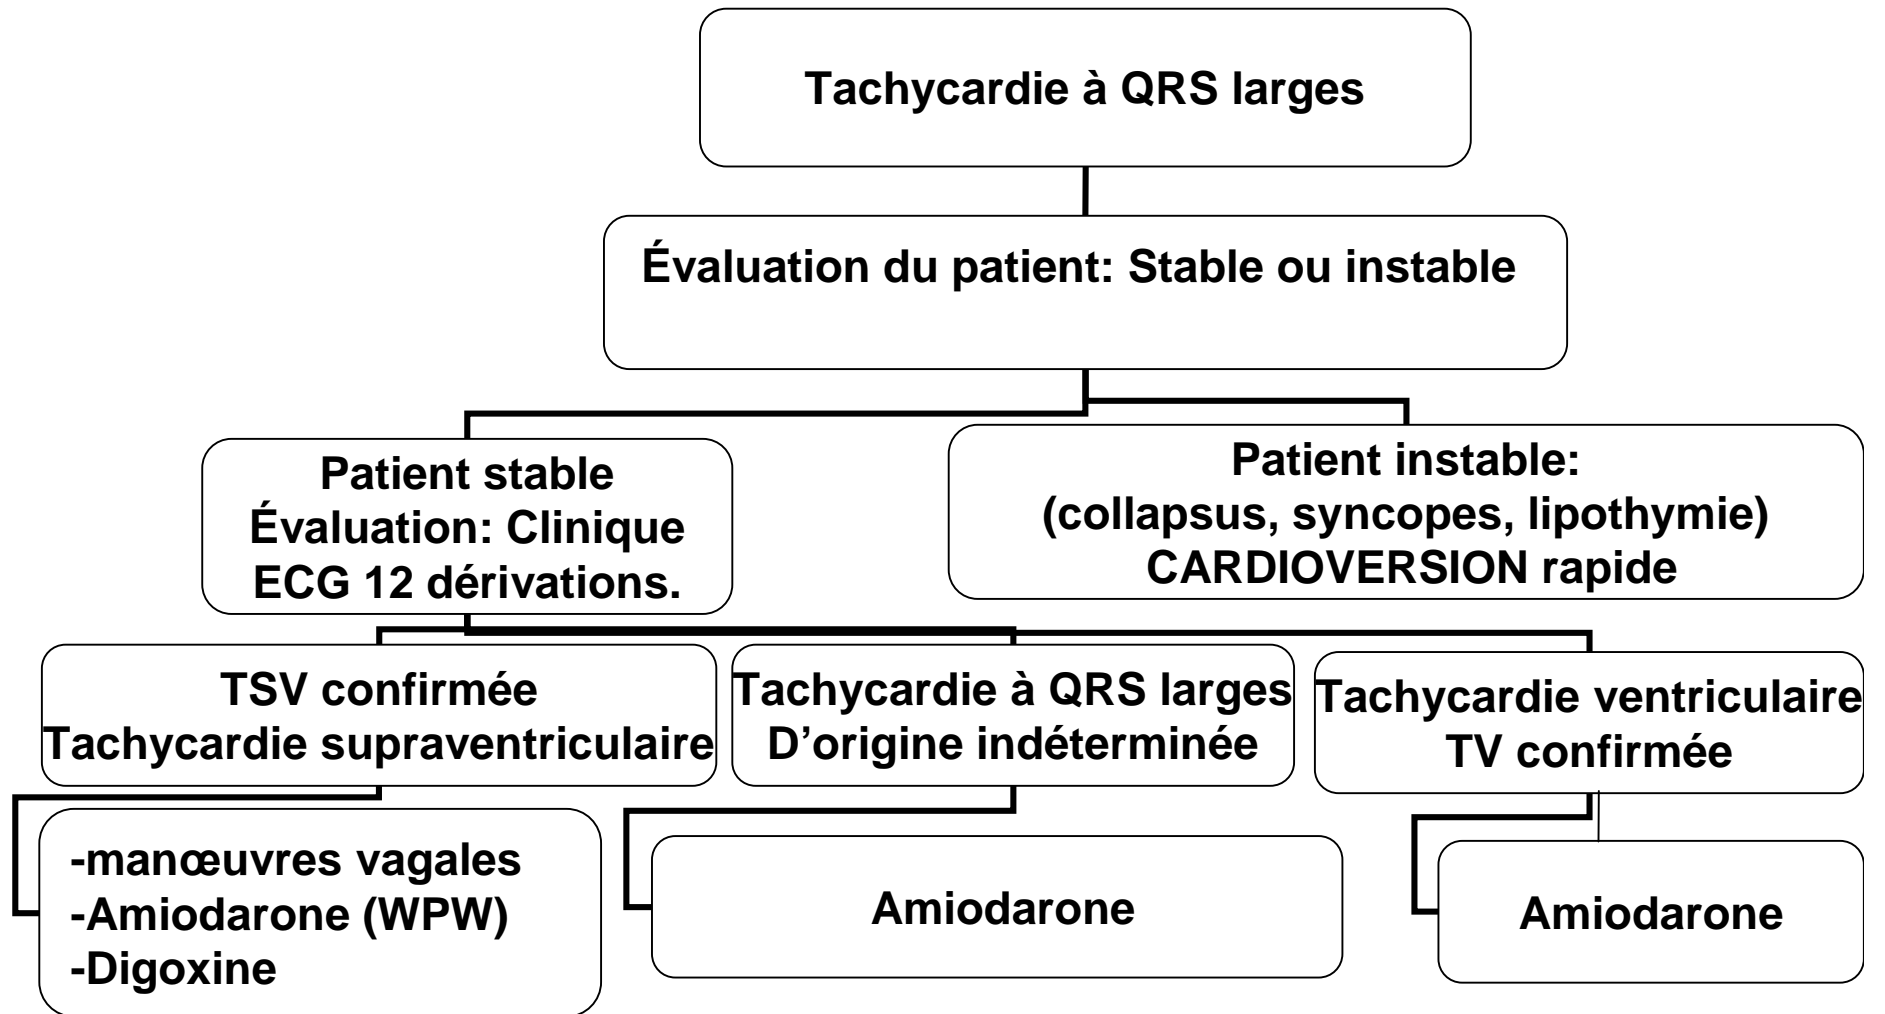 Tachycardie à QRS larges
Évaluation du patient: Stable ou instable
Patient stable
Évaluation: Clinique
ECG 12 dérivations.
Patient instable:
(collapsus, syncopes, lipothymie)
CARDIOVERSION rapide
TSV confirmée
Tachycardie supraventriculaire
Tachycardie à QRS larges
D’origine indéterminée
Tachycardie ventriculaire
TV confirmée
-manœuvres vagales
-Amiodarone (WPW)
-Digoxine
Amiodarone
Amiodarone